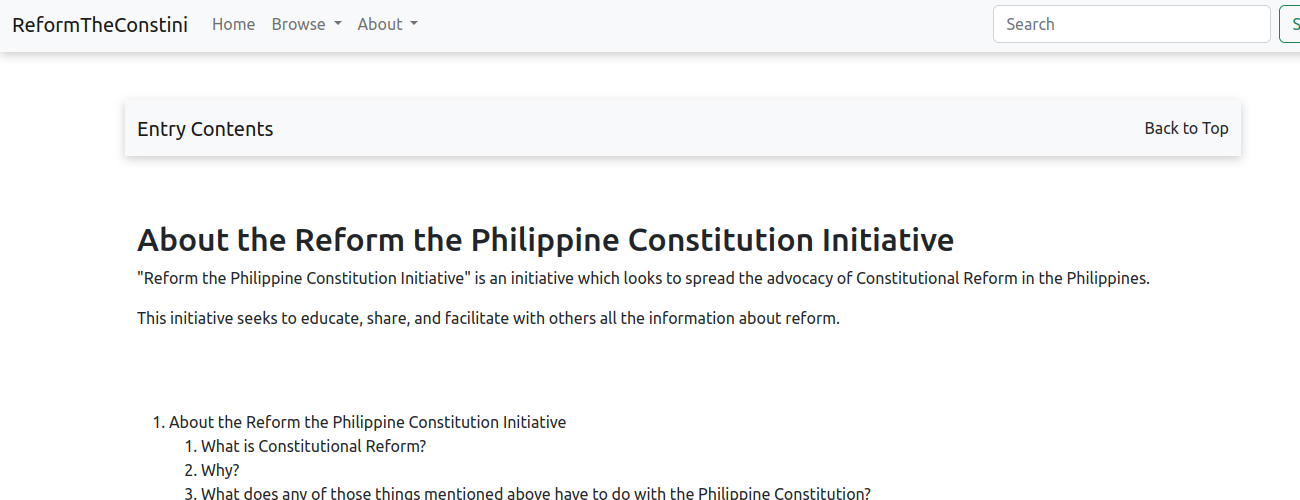 ReformTheConstini Home Browse About Search S
Entry Contents Back to Top
About the Reform the Philippine Constitution Initiative
"Reform the Philippine Constitution Initiative" is an initiative which looks to spread the advocacy of Constitutional Reform in the Philippines.
This initiative seeks to educate, share, and facilitate with others all the information about reform.
1. About the Reform the Philippine Constitution Initiative
1. What is Constitutional Reform?
2. Why?
3. What does any of those things mentioned above have to do with the Philippine Constitution?